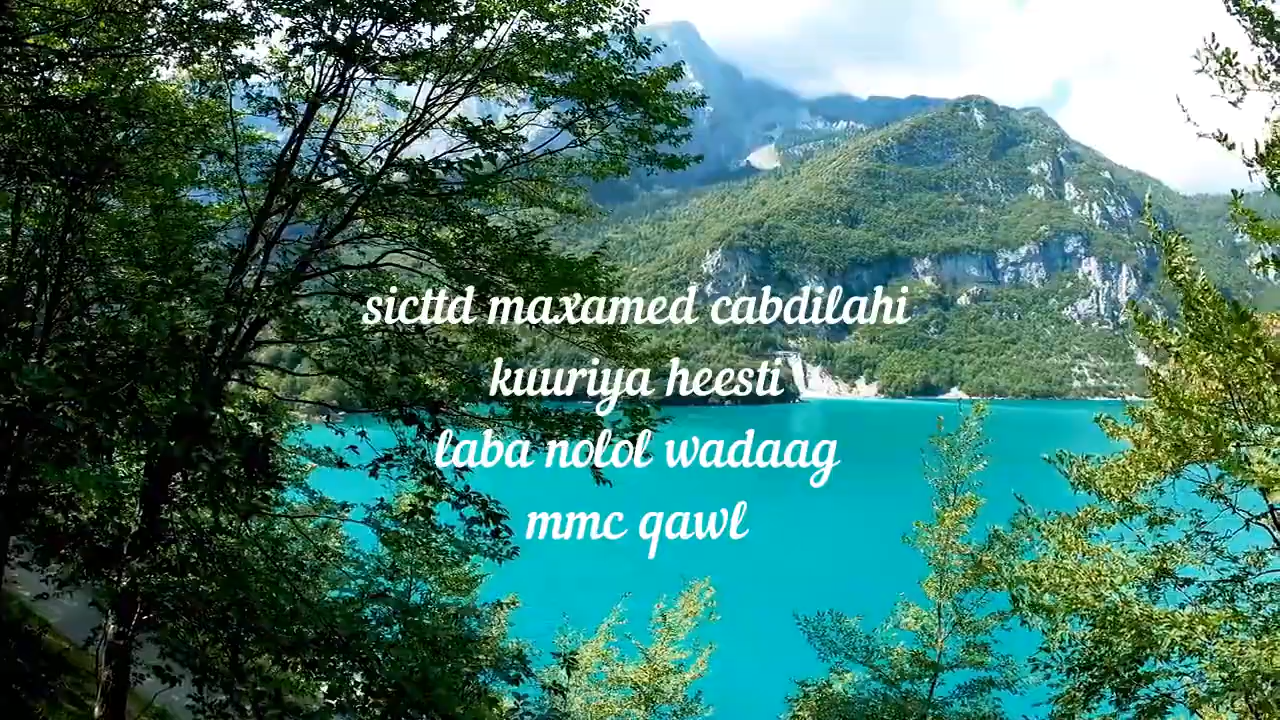 sicttd maxamed cabdilahi
kuuriya heesti
laba nolol wadaag
mmc qawl